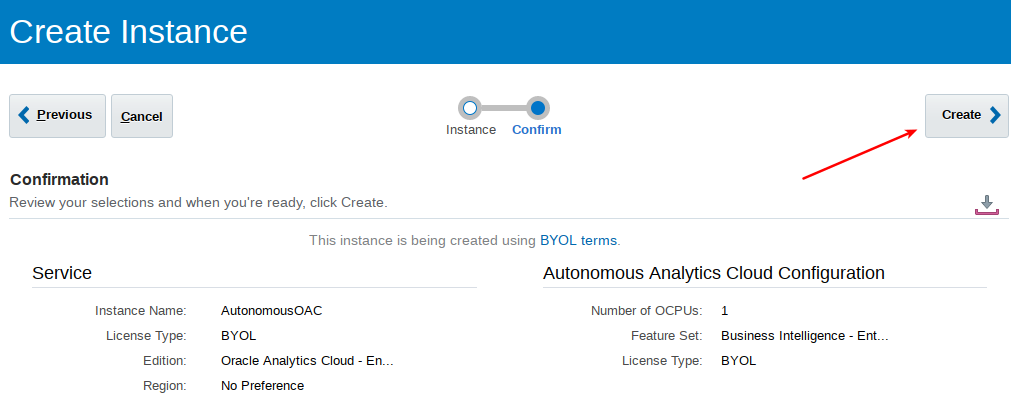 Create Instance
Previous
Cancel
Instance
Confirm
Create
Confirmation
Review your selections and when you're ready, click Create.
This instance is being created using BYOL terms.
Service
Instance Name: AutonomousOAC
License Type: BYOL
Edition: Oracle Analytics Cloud - En...
Region: No Preference
Autonomous Analytics Cloud Configuration
Number of OCPUs: 1
Feature Set: Business Intelligence - Ent...
License Type: BYOL